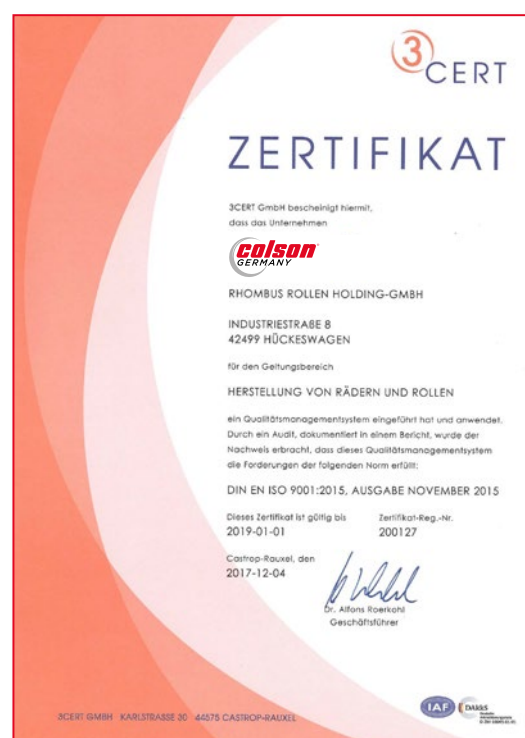 3CERT
ZERTIFIKAT
3CERT GmbH bescheinigt hiermit,
dass das Unternehmen
colson
GERMANY
RHOMBUS ROLLEN HOLDING-GMBH
INDUSTRIESTRAßE 8
42499 HÜCKESWAGEN
für den Geltungsbereich
HERSTELLUNG VON RÄDERN UND ROLLEN
ein Qualitätsmanagementsystem eingeführt hat und anwendet.
Durch ein Audit, dokumentiert in einem Bericht, wurde der
Nachweis erbracht, dass dieses Qualitätsmanagementsystem
die Forderungen der folgenden Norm erfüllt:
DIN EN ISO 9001:2015, AUSGABE NOVEMBER 2015
Dieses Zertifikat ist gültig bis Zertifikat-Reg.-Nr.
2019-01-01 200127
Castrop-Rauxel, den
2017-12-04
Dr. Alfons Roerkohl
Geschäftsführer
3CERT GMBH KARLSTRASSE 30 44575 CASTROP-RAUXEL
IAF DAkkS